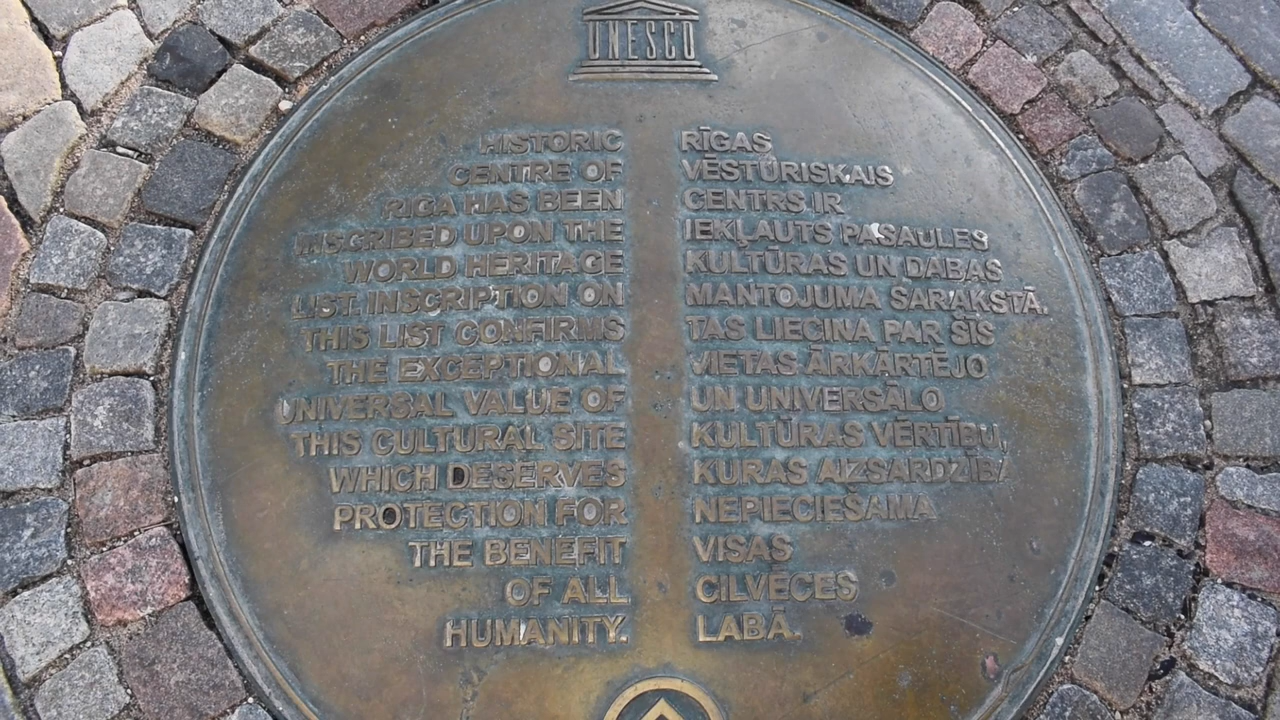 UNESCO
HISTORIC
CENTRE OF
RIGA HAS BEEN
INSCRIBED UPON THE
WORLD HERITAGE
LIST. INSCRIPTION ON
THIS LIST CONFIRMS
THE EXCEPTIONAL
UNIVERSAL VALUE OF
THIS CULTURAL SITE
WHICH DESERVES
PROTECTION FOR
THE BENEFIT
OF ALL
HUMANITY.
RĪGAS
VĒSTURISKAIS
CENTRS IR
IEKĻAUTS PASAULES
KULTŪRAS UN DABAS
MANTOJUMA SARAKSTĀ.
TAS LIECINA PAR ŠĪS
VIETAS ĀRKĀRTĒJO
UN UNIVERSĀLO
KULTŪRAS VĒRTĪBU,
KURAS AIZSARDZĪBA
NEPIECIEŠAMA
VISAS
CILVĒCES
LABĀ.